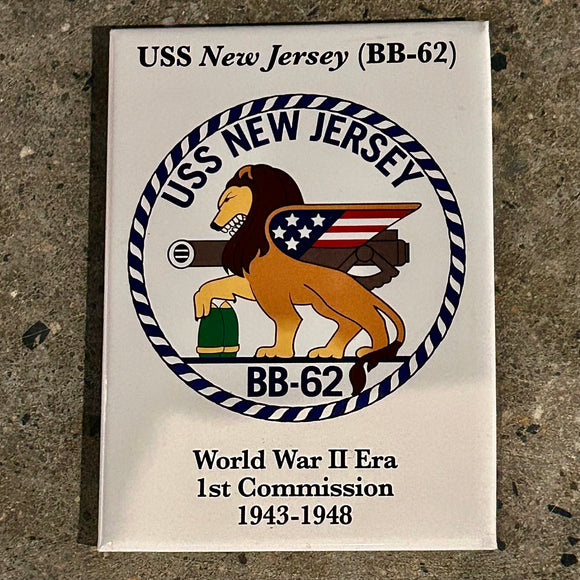 USS New Jersey (BB-62)
USS NEW JERSEY
BB-62
World War II Era
1st Commission
1943-1948